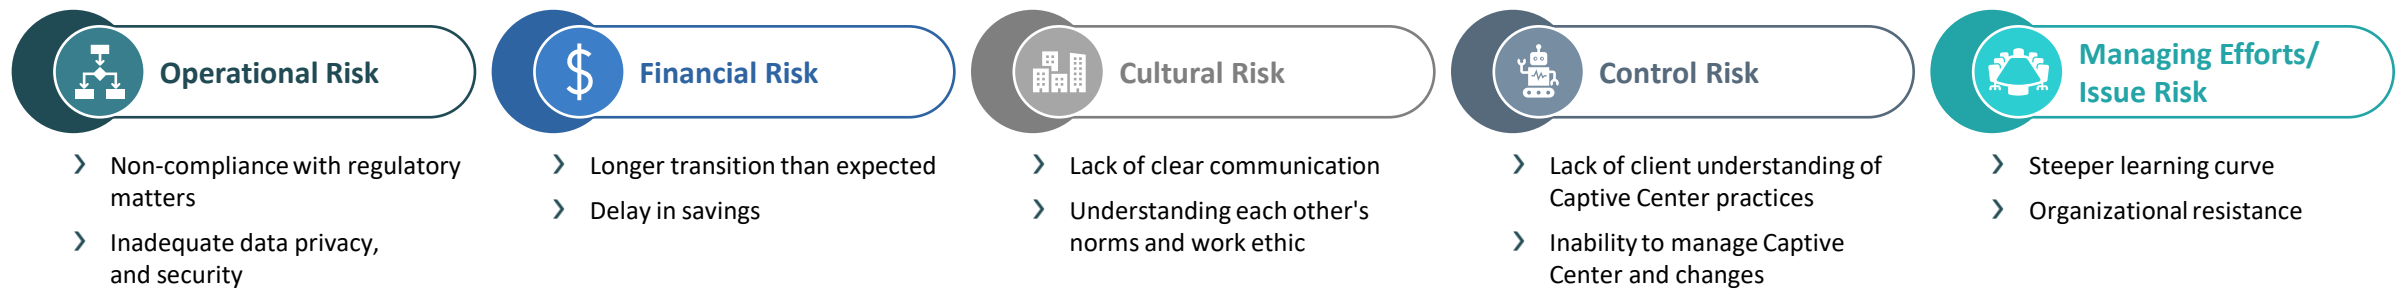 Operational Risk
Non-compliance with regulatory
matters
Inadequate data privacy,
and security
$
Financial Risk
Longer transition than expected
Delay in savings
Cultural Risk
Lack of clear communication
Understanding each other's
norms and work ethic
Control Risk
Lack of client understanding of
Captive Center practices
Inability to manage Captive
Center and changes
Managing Efforts/
Issue Risk
Steeper learning curve
Organizational resistance